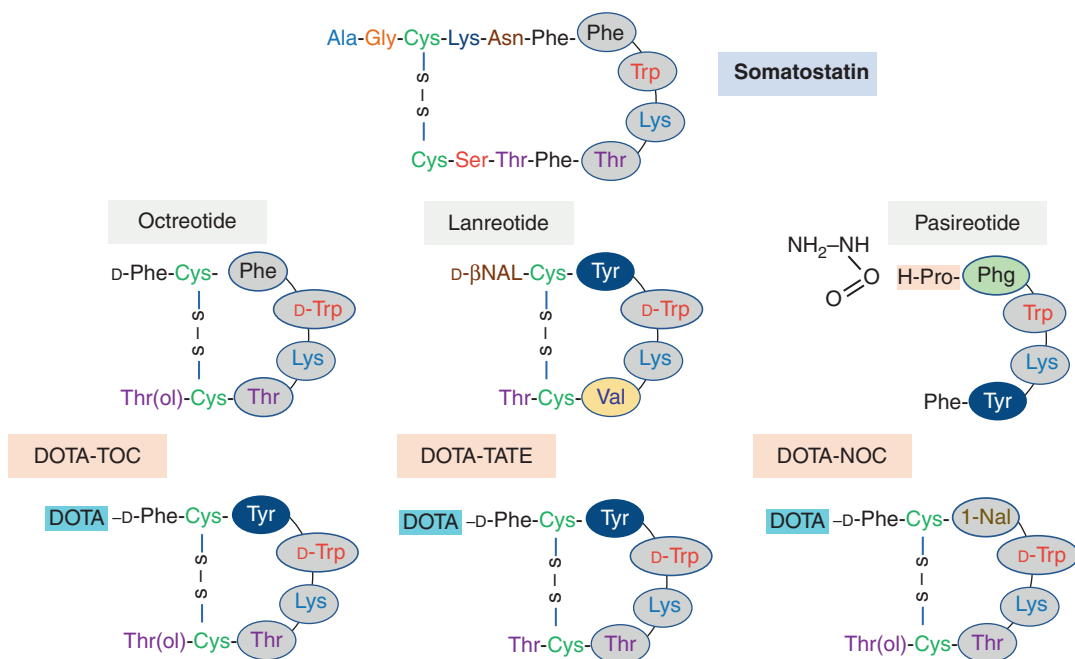 Ala-Gly-Cys-Lys-Asn-Phe-Phe
Trp
Lys
Cys-Ser-Thr-Phe-Thr
S-S
Somatostatin
Octreotide
D-Phe-Cys-Phe
D-Trp
Lys
Thr(ol)-Cys-Thr
S-S
Lanreotide
D-βNAL-Cys-Tyr
D-Trp
Lys
Thr-Cys-Val
S-S
Pasireotide
NH2–NH
O
O
H-Pro-Phg
Trp
Lys
Phe-Tyr
DOTA-TOC
DOTA –D-Phe-Cys-Tyr
D-Trp
Lys
Thr(ol)-Cys-Thr
S-S
DOTA-TATE
DOTA –D-Phe-Cys-Tyr
D-Trp
Lys
Thr-Cys-Thr
S-S
DOTA-NOC
DOTA –D-Phe-Cys-1-Nal
D-Trp
Lys
Thr(ol)-Cys-Thr
S-S